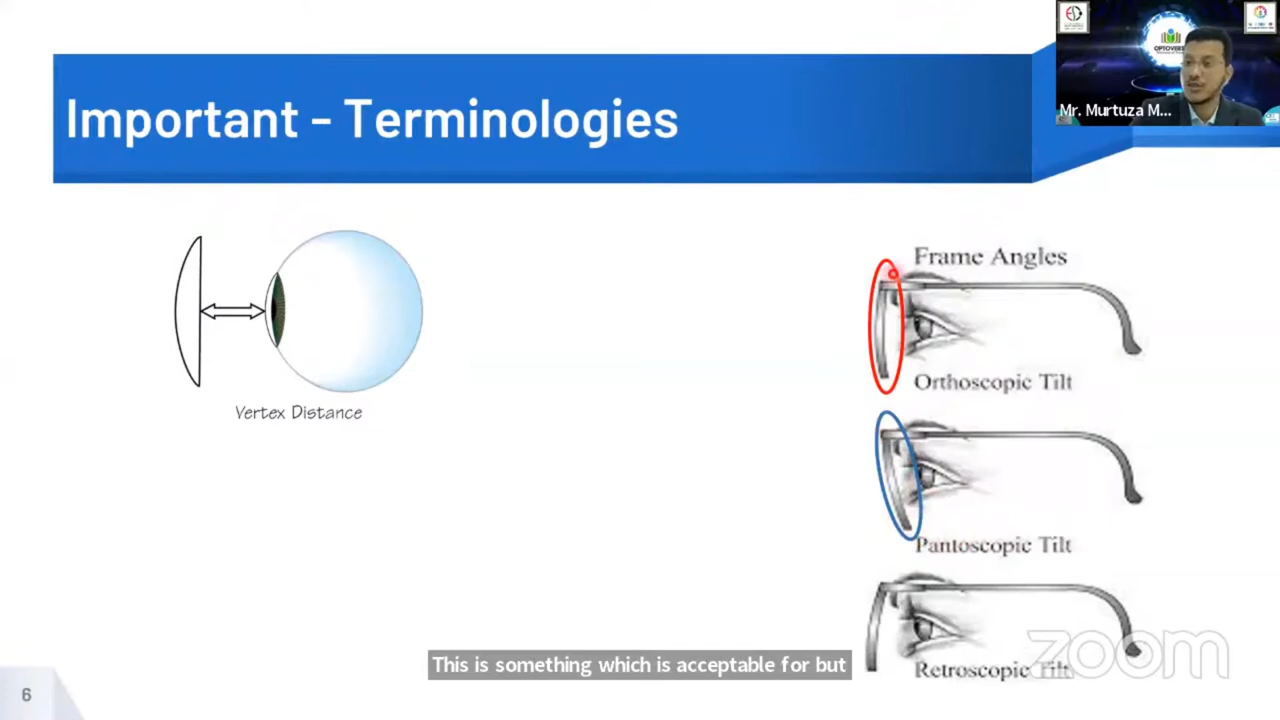 Important - Terminologies
OPTOVERS
Mr. Murtuza M...
Frame Angles
Orthoscopic Tilt
Vertex Distance
Pantoscopic Tilt
Retroscopic Tilt
zoom
This is something which is acceptable for but
6